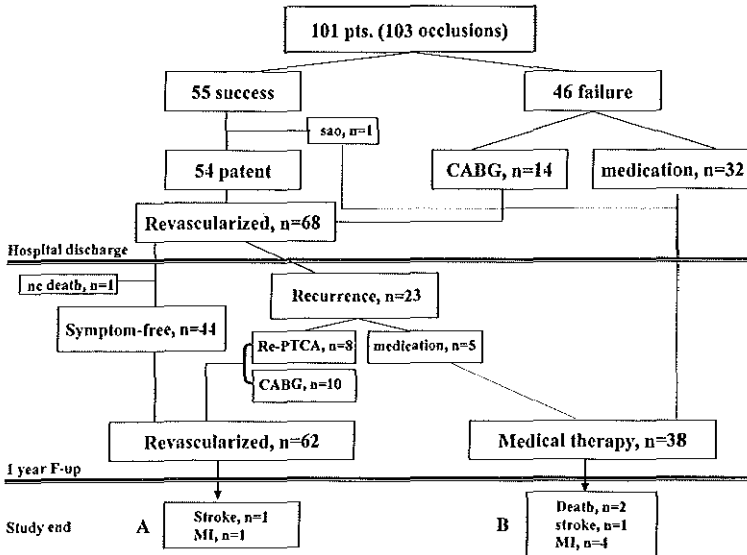 101 pts. (103 occlusions)
55 success
46 failure
sao, n=1
54 patent
CABG, n=14
medication, n=32
Revascularized, n=68
Hospital discharge
nc death, n=1
Recurrence, n=23
Symptom-free, n=44
Re-PTCA, n=8
medication, n=5
CABG, n=10
Revascularized, n=62
Medical therapy, n=38
1 year F-up
Study end
A
Stroke, n=1
MI, n=1
B
Death, n=2
stroke, n=1
MI, n=4